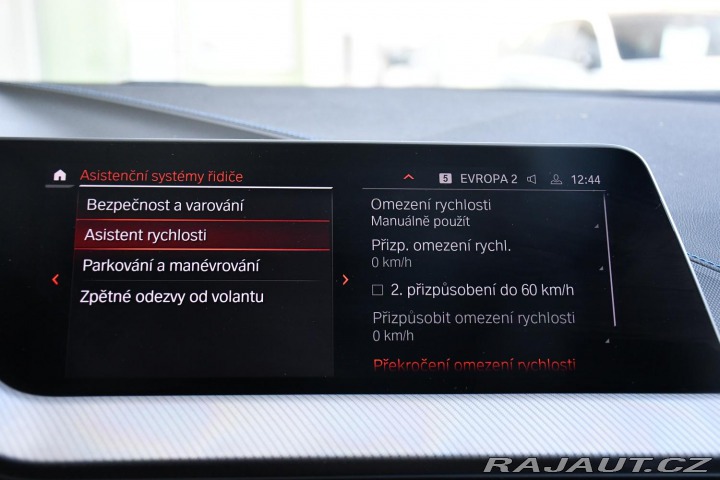 Asistenční systémy řidiče
5 EVROPA 2 12:44
Bezpečnost a varování
Asistent rychlosti
Parkování a manévrování
Zpětné odezvy od volantu
Omezení rychlosti
Manuálně použít
Přizp. omezení rychl.
0 km/h
2. přizpůsobení do 60 km/h
Přizpůsobit omezení rychlosti
0 km/h
Překročení omezení rychlosti
RAJAUT.CZ